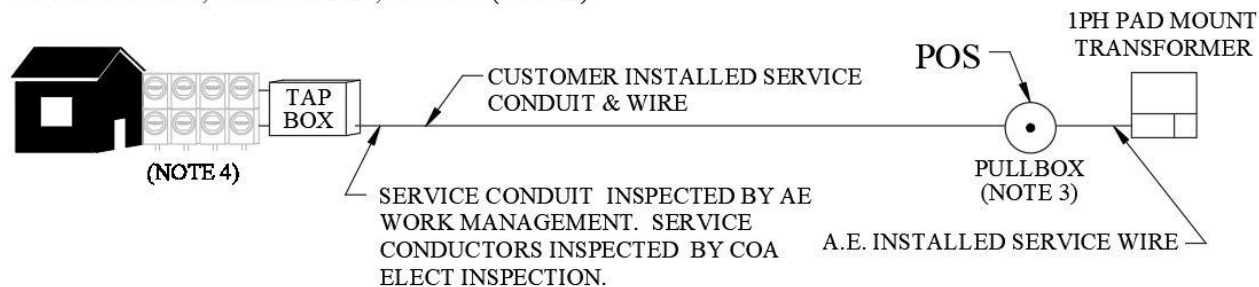 1PH PAD MOUNT
TRANSFORMER
POS
CUSTOMER INSTALLED SERVICE
CONDUIT & WIRE
TAP
BOX
(NOTE 4)
PULLBOX
(NOTE 3)
SERVICE CONDUIT INSPECTED BY AE
WORK MANAGEMENT. SERVICE
CONDUCTORS INSPECTED BY COA
ELECT INSPECTION.
A.E. INSTALLED SERVICE WIRE